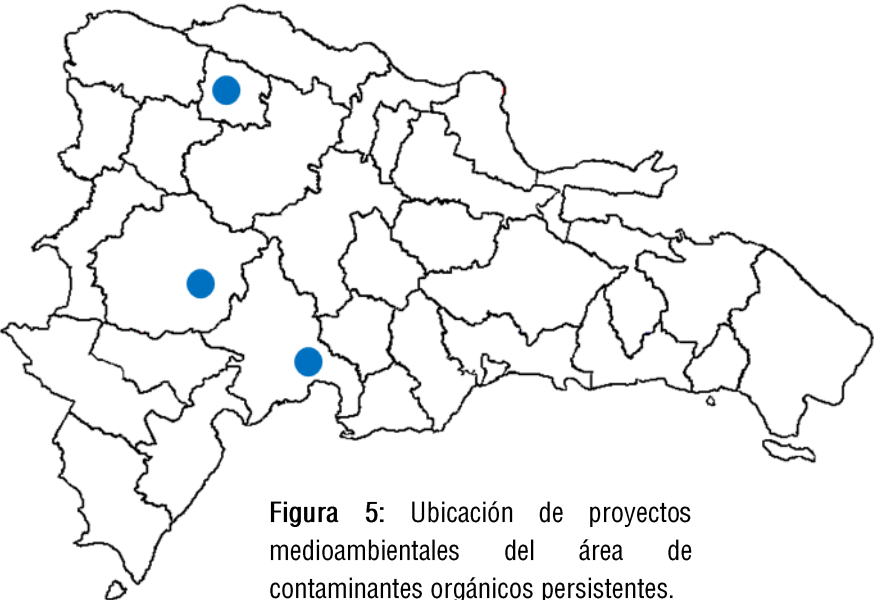 Figura 5: Ubicación de proyectos
medioambientales del área de
contaminantes orgánicos persistentes.